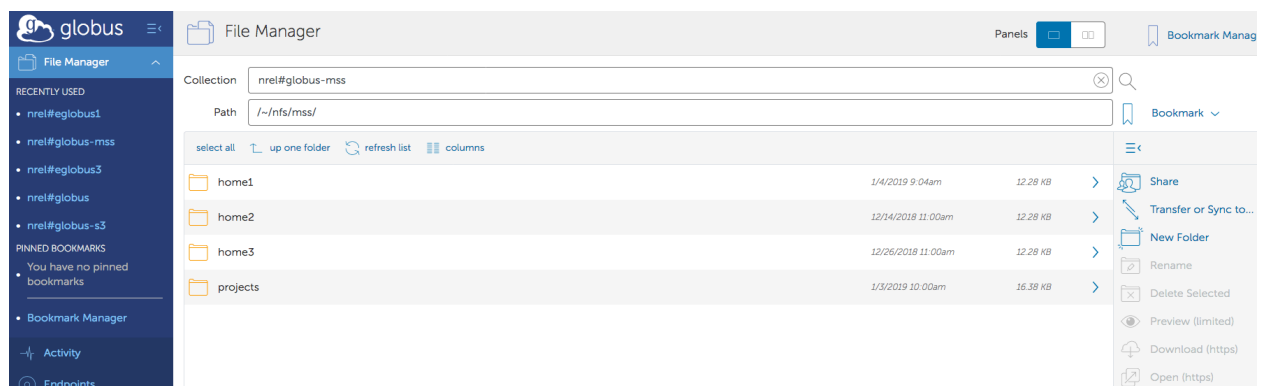 globus
File Manager
RECENTLY USED
nrel#eglobus1
nrel#globus-mss
nrel#eglobus3
nrel#globus
nrel#globus-s3
PINNED BOOKMARKS
You have no pinned
bookmarks
Bookmark Manager
Activity
Endpoints
File Manager
Panels
Bookmark Manag
Collection nrel#globus-mss
Path /~/nfs/mss/
Bookmark
select all up one folder refresh list columns
home1 1/4/2019 9:04am 12.28 KB
home2 12/14/2018 11:00am 12.28 KB
home3 12/26/2018 11:00am 12.28 KB
projects 1/3/2019 10:00am 16.38 KB
Share
Transfer or Sync to...
New Folder
Rename
Delete Selected
Preview (limited)
Download (https)
Open (https)